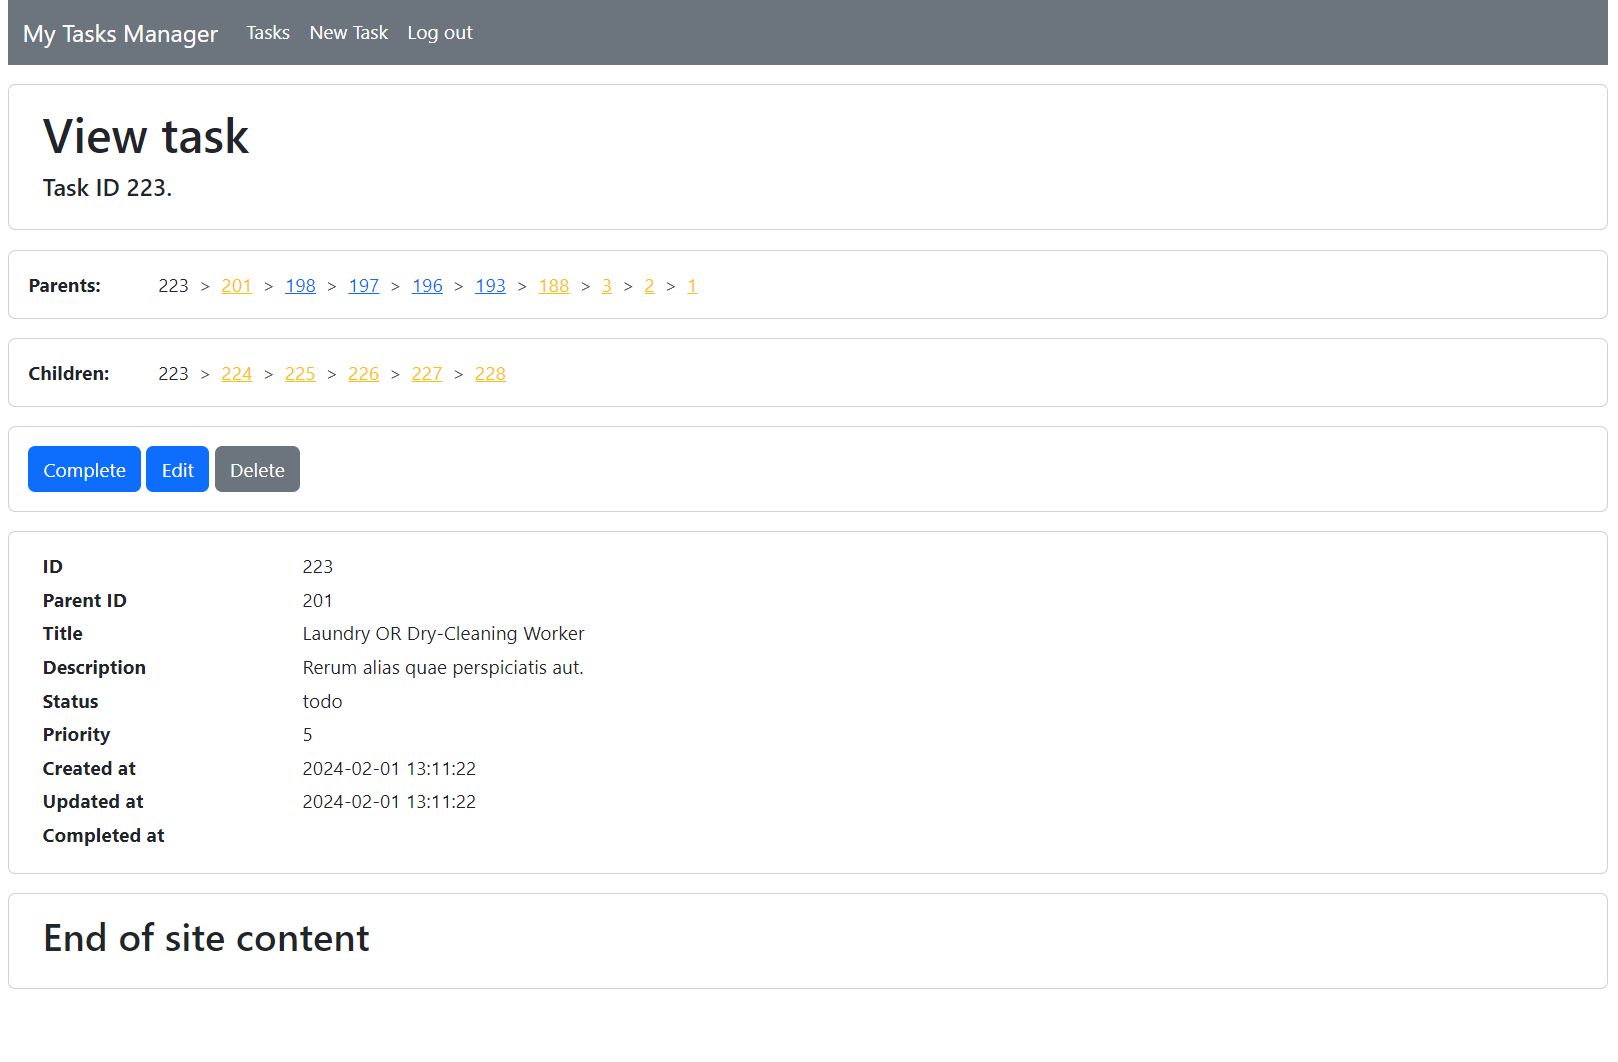 My Tasks Manager Tasks New Task Log out
View task
Task ID 223.
Parents: 223 > 201 > 198 > 197 > 196 > 193 > 188 > 3 > 2 > 1
Children: 223 > 224 > 225 > 226 > 227 > 228
Complete Edit Delete
ID 223
Parent ID 201
Title Laundry OR Dry-Cleaning Worker
Description Rerum alias quae perspiciatis aut.
Status todo
Priority 5
Created at 2024-02-01 13:11:22
Updated at 2024-02-01 13:11:22
Completed at
End of site content